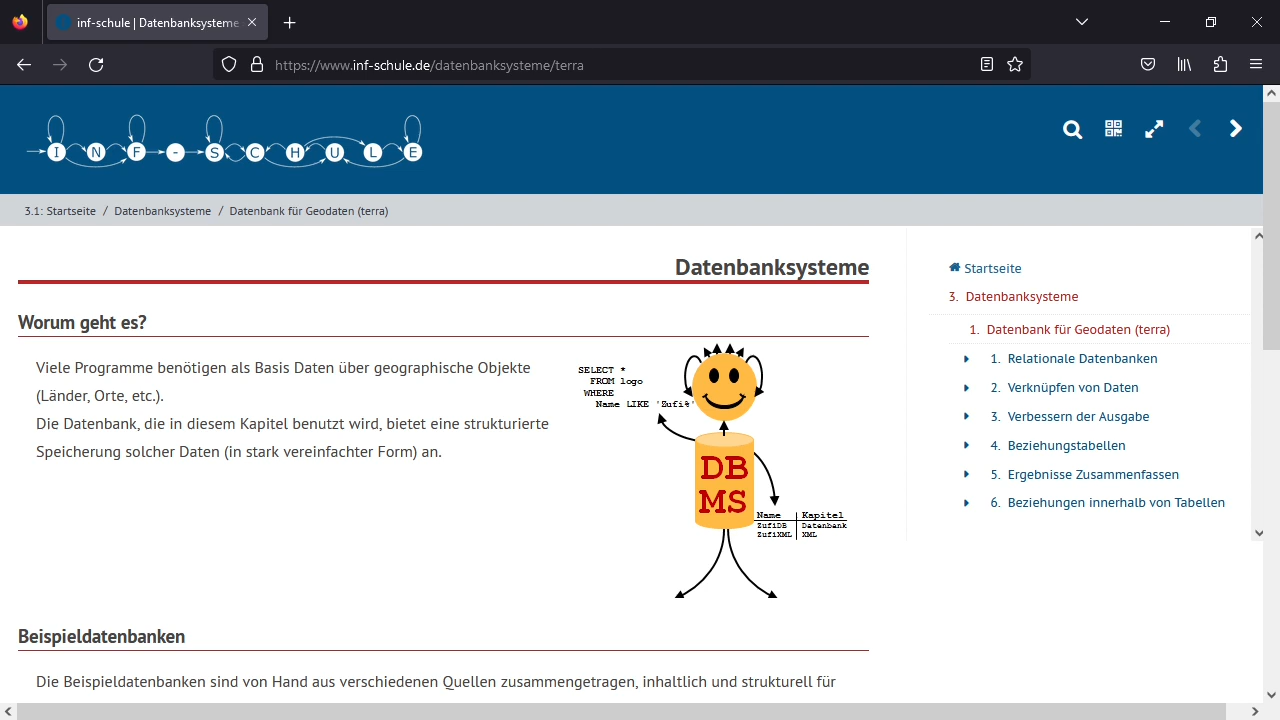 inf-schule | Datenbanksysteme
https://www.inf-schule.de/datenbanksysteme/terra
I N F - S C H U L E
3.1: Startseite / Datenbanksysteme / Datenbank für Geodaten (terra)
Datenbanksysteme
Worum geht es?
Viele Programme benötigen als Basis Daten über geographische Objekte
(Länder, Orte, etc.).
Die Datenbank, die in diesem Kapitel benutzt wird, bietet eine strukturierte
Speicherung solcher Daten (in stark vereinfachter Form) an.
SELECT *
FROM logo
WHERE
Name LIKE 'Zufi%'
DB
MS
Name Kapitel
ZufiDB Datenbank
ZufiXML XML
Beispieldatenbanken
Die Beispieldatenbanken sind von Hand aus verschiedenen Quellen zusammengetragen, inhaltlich und strukturell für
Startseite
3. Datenbanksysteme
1. Datenbank für Geodaten (terra)
1. Relationale Datenbanken
2. Verknüpfen von Daten
3. Verbessern der Ausgabe
4. Beziehungstabellen
5. Ergebnisse Zusammenfassen
6. Beziehungen innerhalb von Tabellen